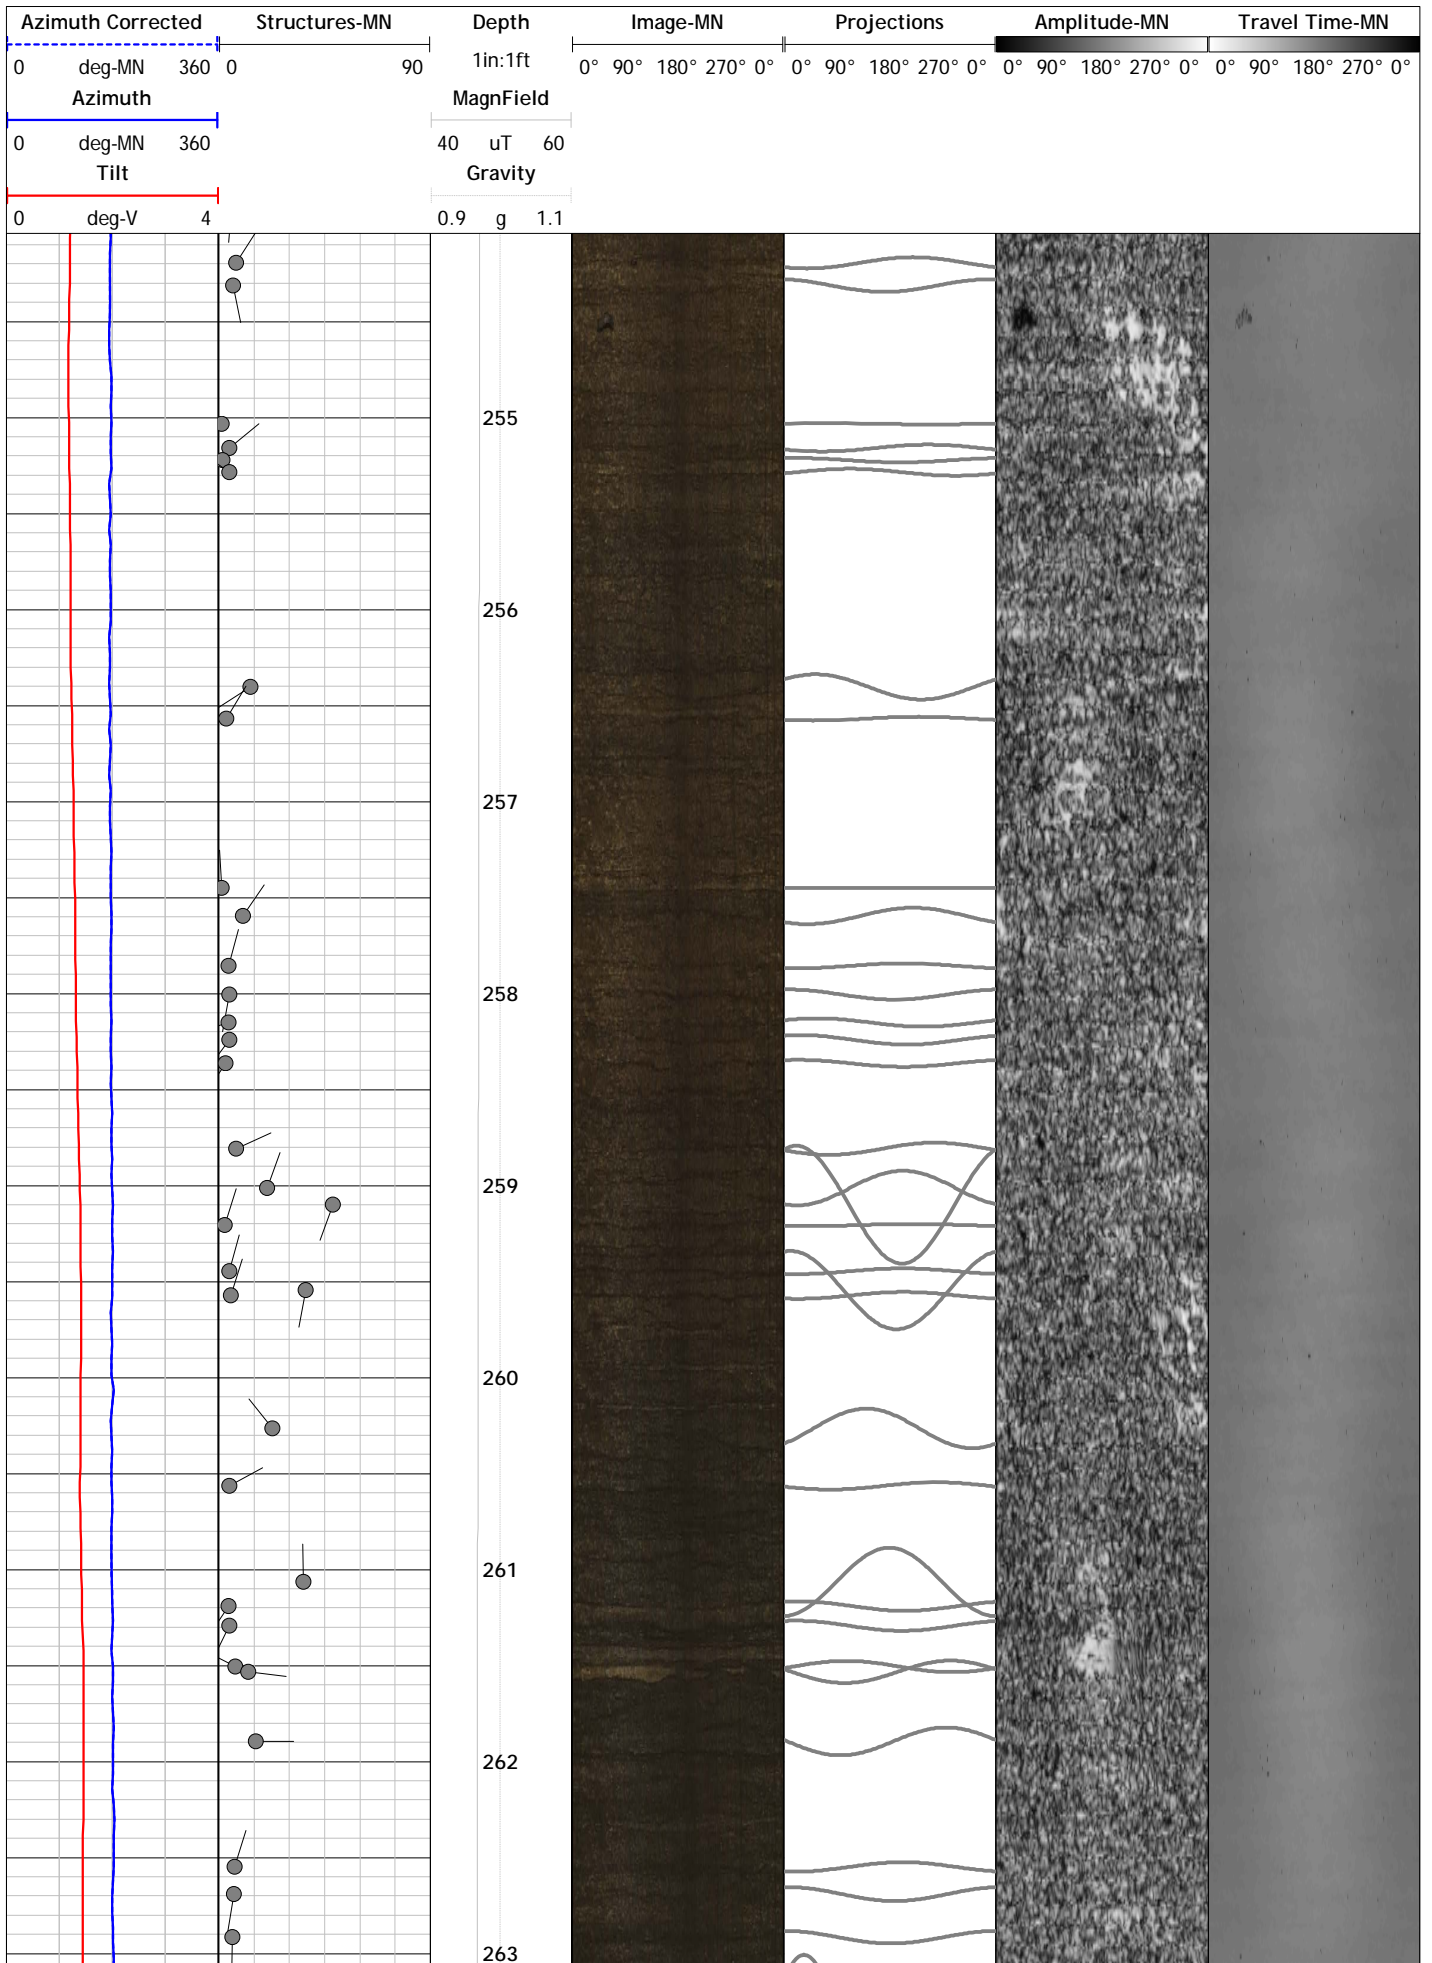 Azimuth Corrected Structures-MN Depth Image-MN Projections Amplitude-MN Travel Time-MN
0 deg-MN 360 0 90 1in:1ft 0° 90° 180° 270° 0° 0° 90° 180° 270° 0° 0° 90° 180° 270° 0° 0° 90° 180° 270° 0°
Azimuth MagnField
0 deg-MN 360 40 uT 60
Tilt Gravity
0 deg-V 4 0.9 g 1.1
255
256
257
258
259
260
261
262
263